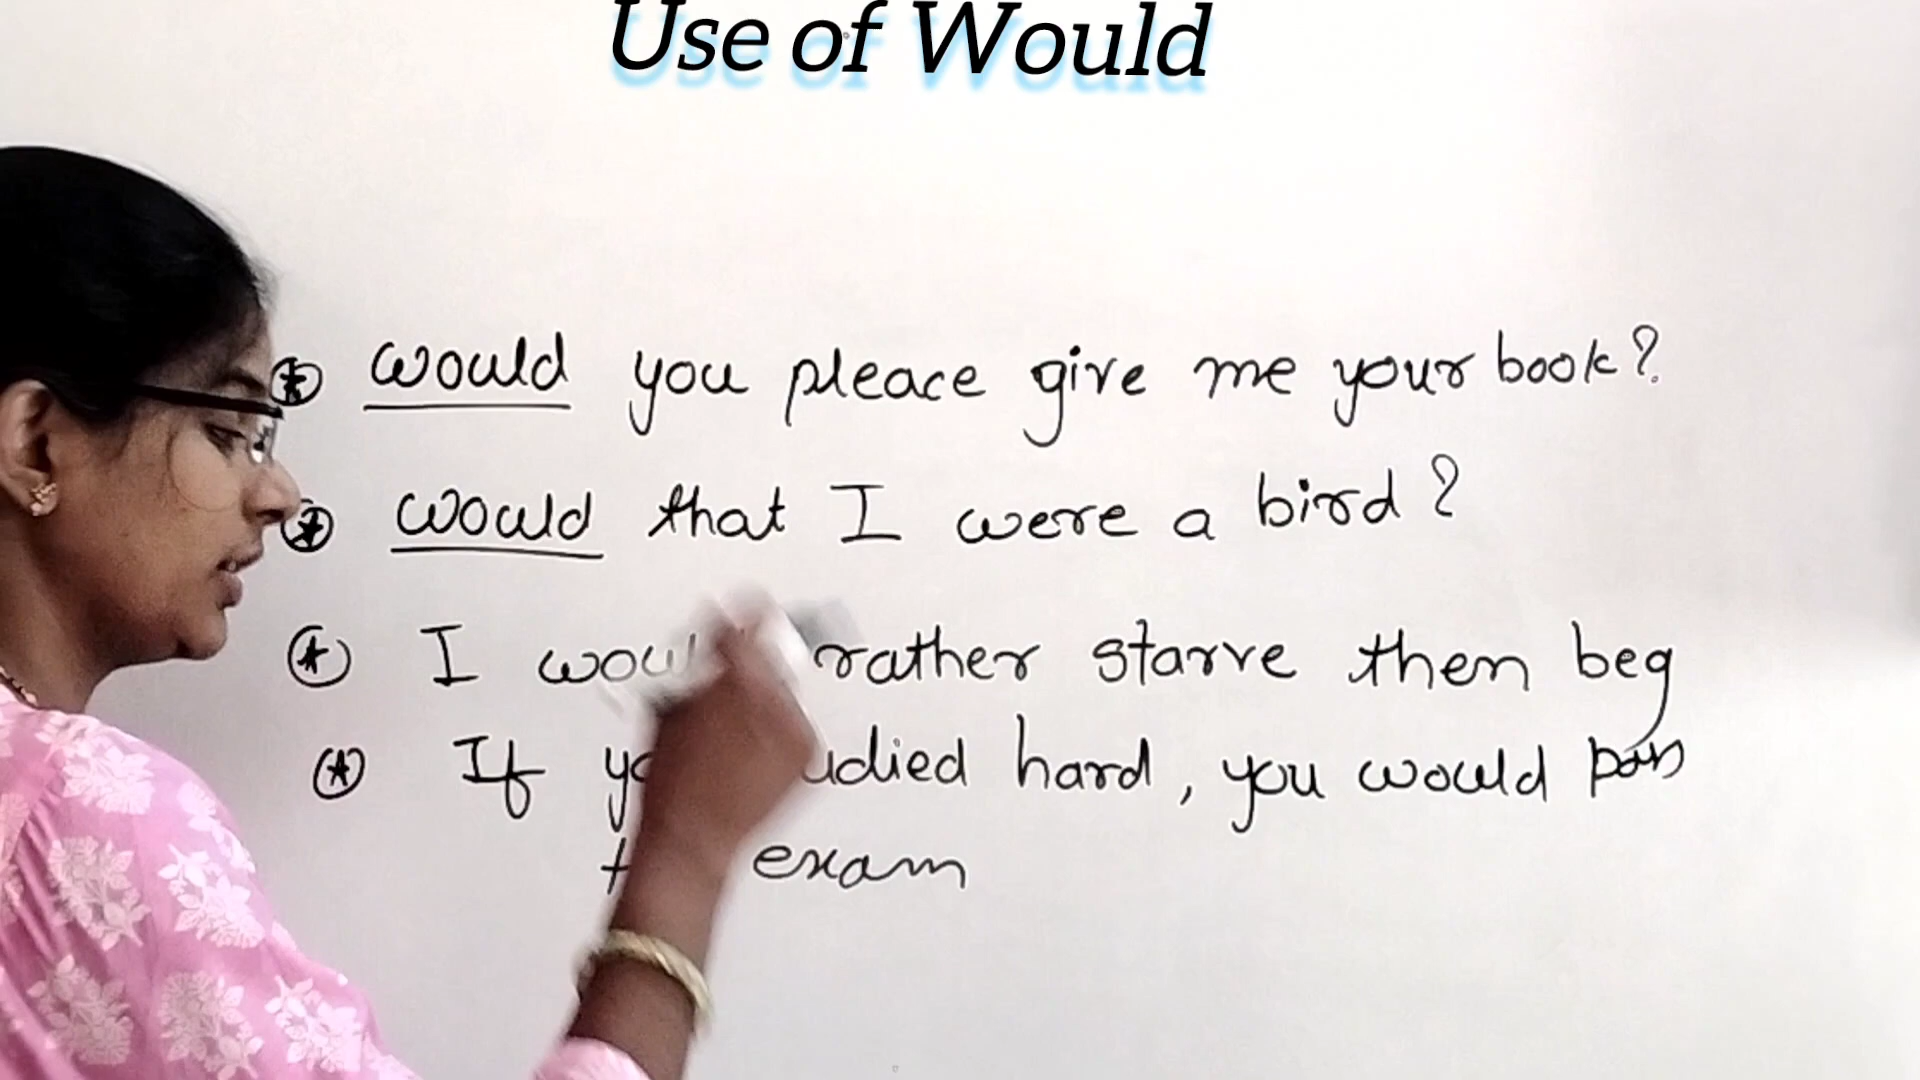 Use of Would
would you pleace give me your book?
would that I were a bird?
I rather starve then beg
If hard, you would pass
exam